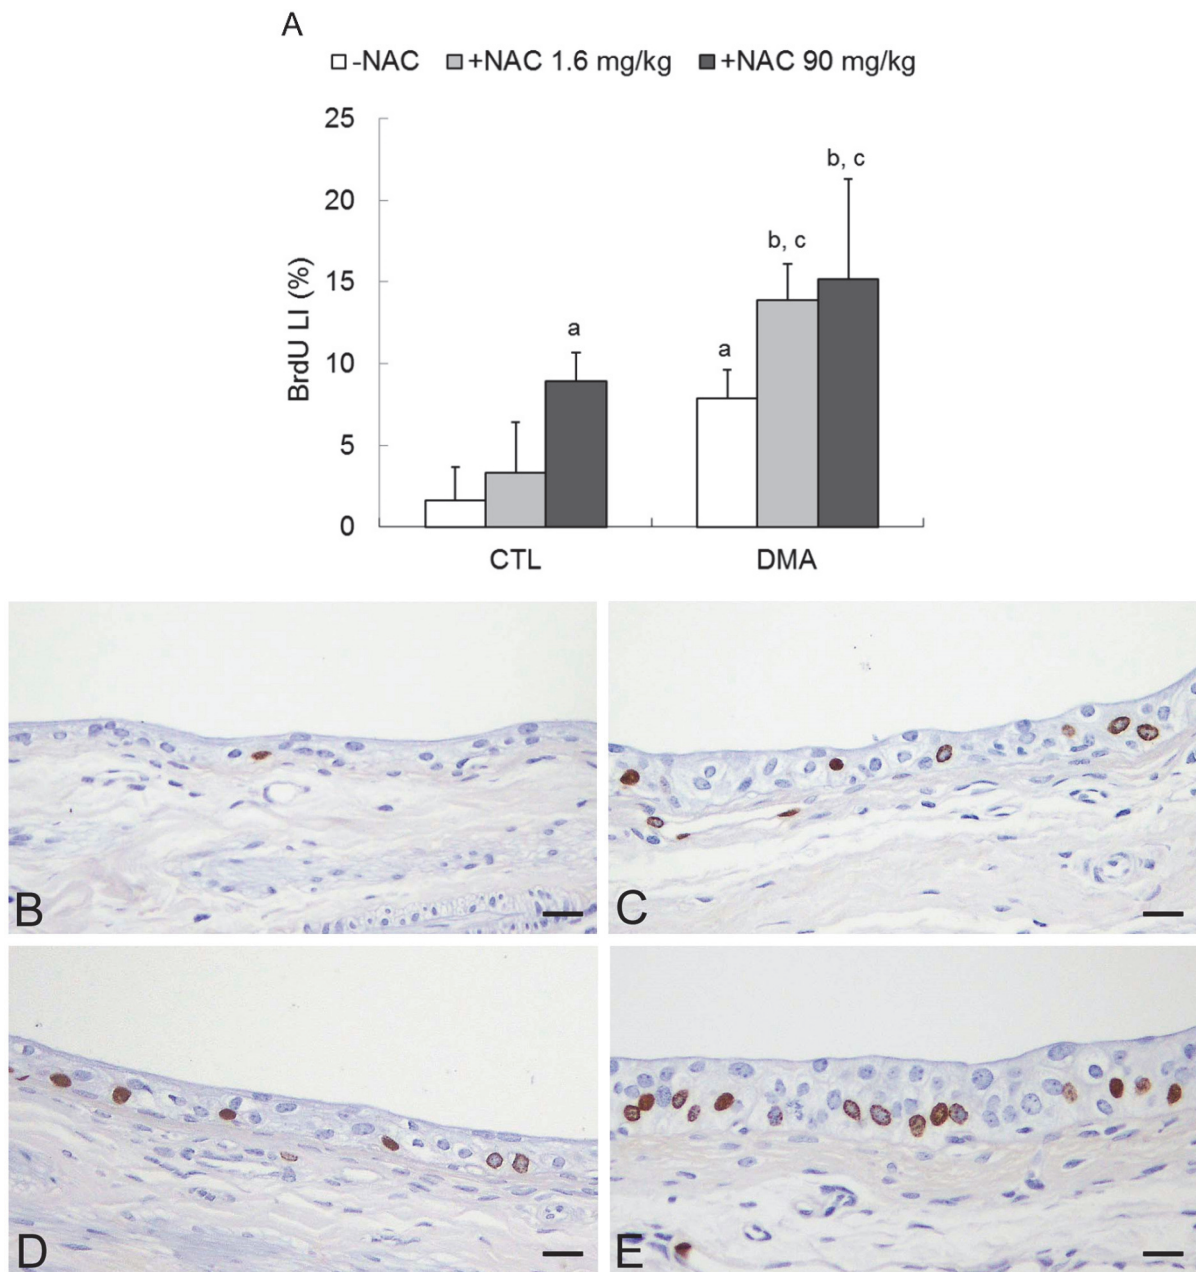 A
-NAC +NAC 1.6 mg/kg +NAC 90 mg/kg
25
20
15
10
5
0
BrdU LI (%)
a
a
b, c
b, c
CTL DMA
B
C
D
E